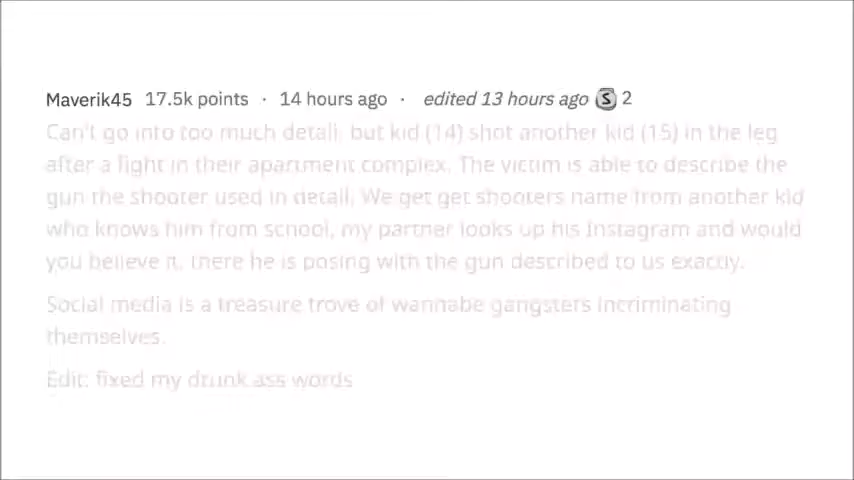 Maverik45 17.5k points · 14 hours ago · edited 13 hours ago S 2
Can't go into too much detail, but kid (14) shot another kid (15) in the leg
after a fight in their apartment complex. The victim is able to describe the
gun the shooter used in detail. We get get shooters name from another kid
who knows him from school, my partner looks up his Instagram and would
you believe it, there he is posing with the gun described to us exactly.
Social media is a treasure trove of wannabe gangsters incriminating
themselves.
Edit: fixed my drunk ass words